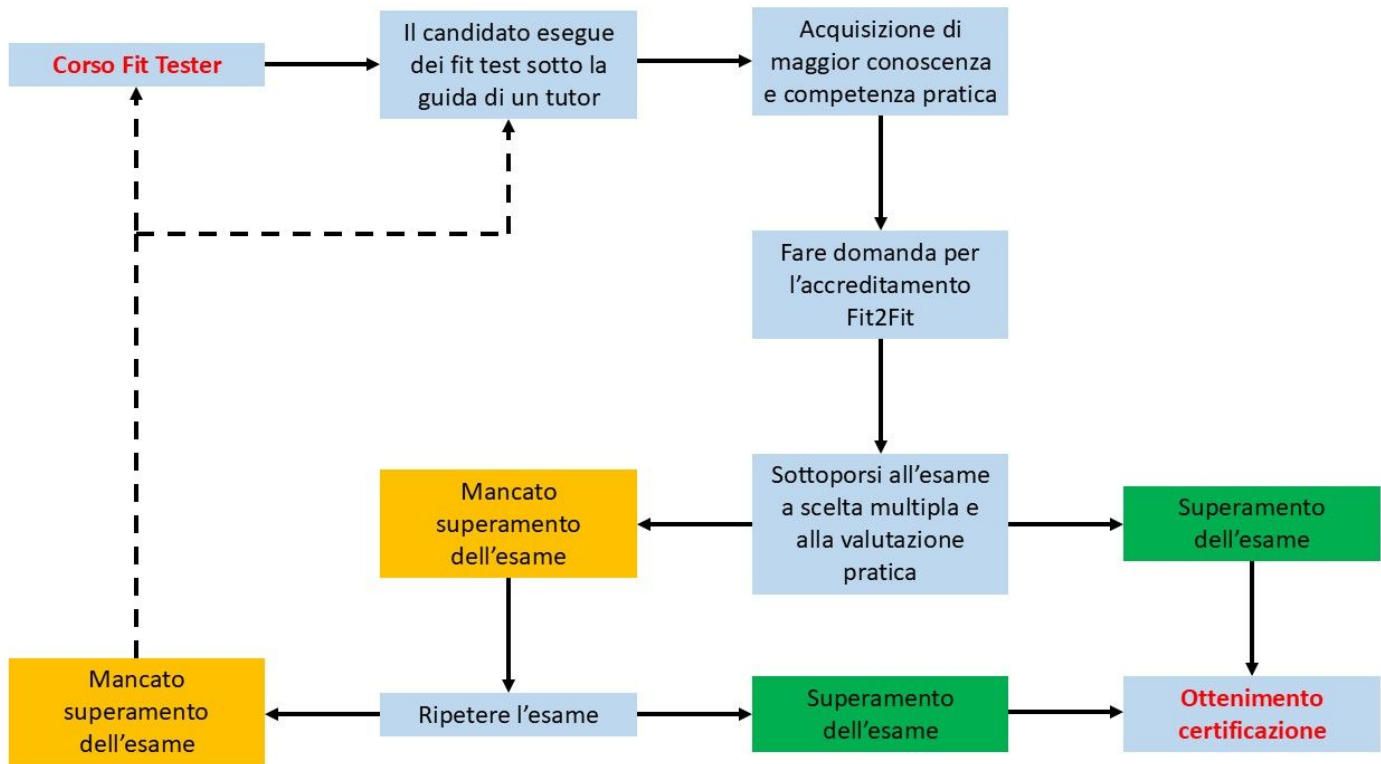 Corso Fit Tester
Il candidato esegue
dei fit test sotto la
guida di un tutor
Acquisizione di
maggior conoscenza
e competenza pratica
Fare domanda per
l'accreditamento
Fit2Fit
Sottoporsi all'esame
a scelta multipla e
alla valutazione
pratica
Mancato
superamento
dell'esame
Superamento
dell'esame
Mancato
superamento
dell'esame
Ripetere l'esame
Superamento
dell'esame
Ottenimento
certificazione